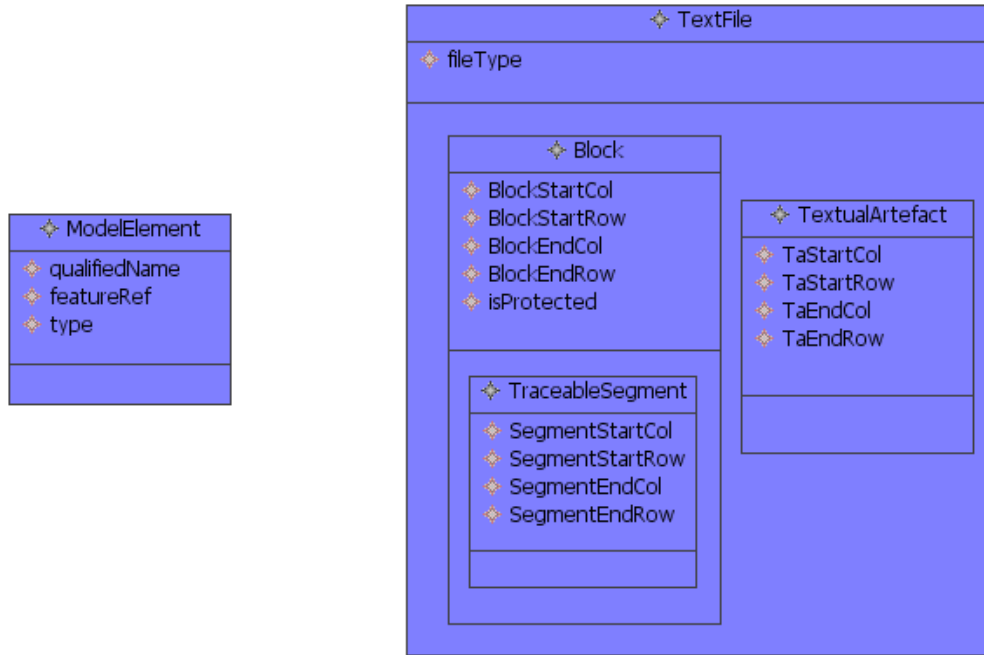 ModelElement
qualifiedName
featureRef
type
TextFile
fileType
Block
BlockStartCol
BlockStartRow
BlockEndCol
BlockEndRow
isProtected
TraceableSegment
SegmentStartCol
SegmentStartRow
SegmentEndCol
SegmentEndRow
TextualArtefact
TaStartCol
TaStartRow
TaEndCol
TaEndRow